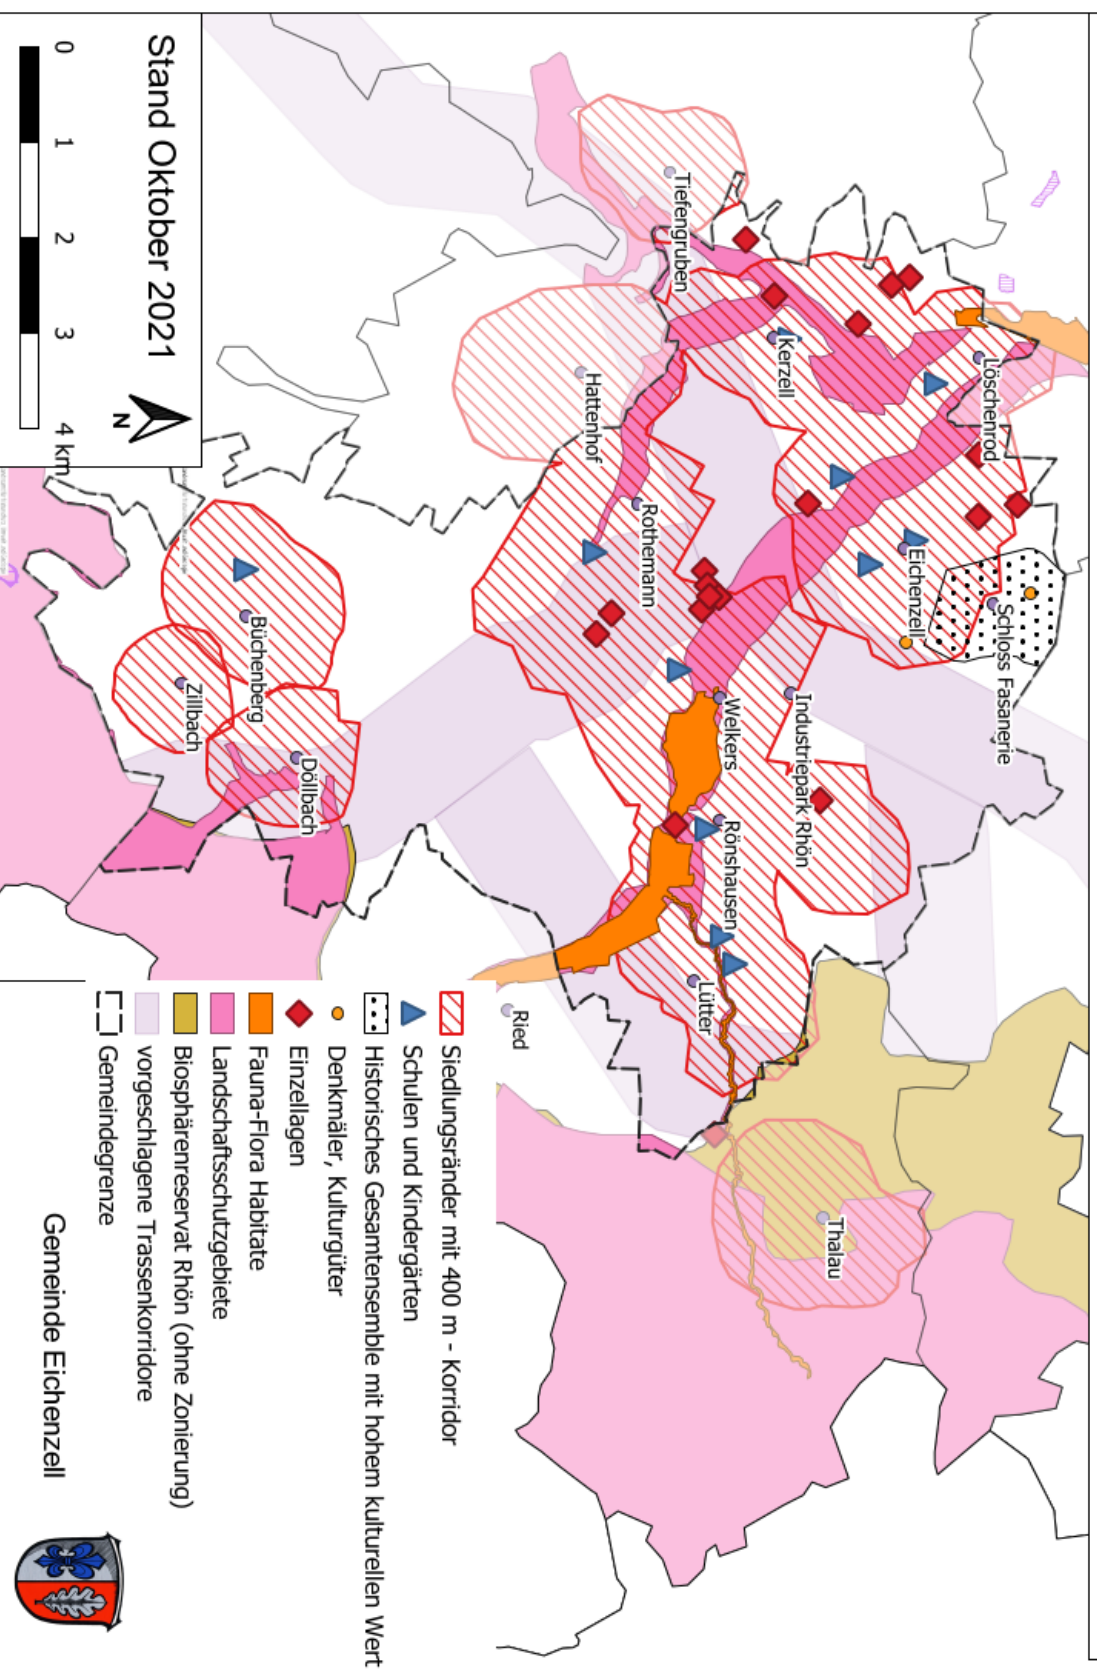 Löschenrod
Schloss Fasanerie
Eichenzell
Kerzell
Tiefengruben
Industriepark Rhön
Welkers
Rönshausen
Lütter
Thalau
Rothemann
Hattenhof
Ried
Döllbach
Büchenberg
Zillbach
Stand Oktober 2021
N
0 1 2 3 4 km
Siedlungsränder mit 400 m - Korridor
Schulen und Kindergärten
Historisches Gesamtensemble mit hohem kulturellen Wert
Denkmäler, Kulturgüter
Einzellagen
Fauna-Flora Habitate
Landschaftsschutzgebiete
Biosphärenreservat Rhön (ohne Zonierung)
vorgeschlagene Trassenkorridore
Gemeindegrenze
Gemeinde Eichenzell